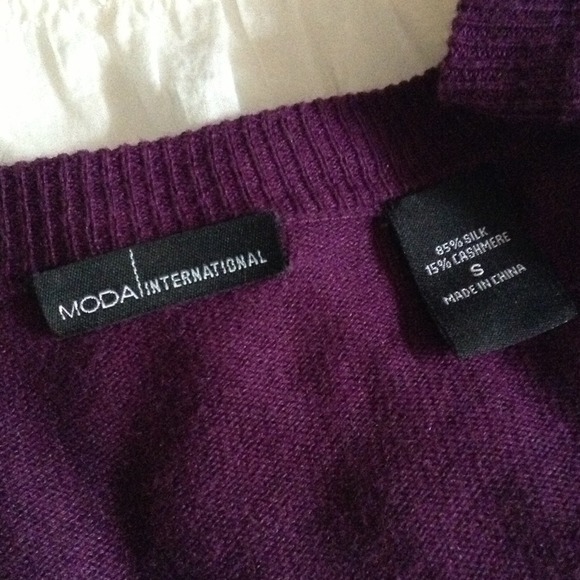 MODA INTERNATIONAL
85% SILK
15% CASHMERE
S
MADE IN CHINA